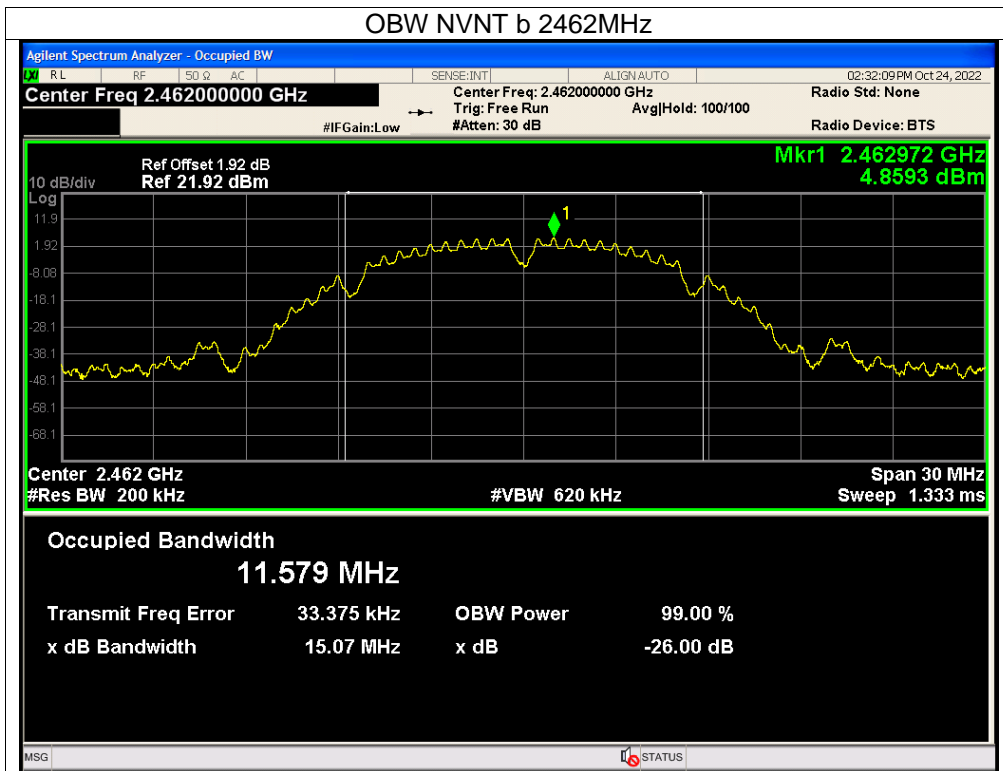 OBW NVNT b 2462MHz
Agilent Spectrum Analyzer - Occupied BW
LXI RL RF 50 Ω AC SENSE:INT ALIGN AUTO 02:32:09 PM Oct 24, 2022
Center Freq 2.462000000 GHz Center Freq: 2.462000000 GHz Radio Std: None
Trig: Free Run Avg|Hold: 100/100
#IFGain:Low #Atten: 30 dB Radio Device: BTS
Mkr1 2.462972 GHz
4.8593 dBm
Ref Offset 1.92 dB
10 dB/div Ref 21.92 dBm
Log
1
11.9
1.92
-8.08
-18.1
-28.1
-38.1
-48.1
-58.1
-68.1
Center 2.462 GHz Span 30 MHz
#Res BW 200 kHz #VBW 620 kHz Sweep 1.333 ms
Occupied Bandwidth
11.579 MHz
Transmit Freq Error 33.375 kHz OBW Power 99.00 %
x dB Bandwidth 15.07 MHz x dB -26.00 dB
MSG STATUS